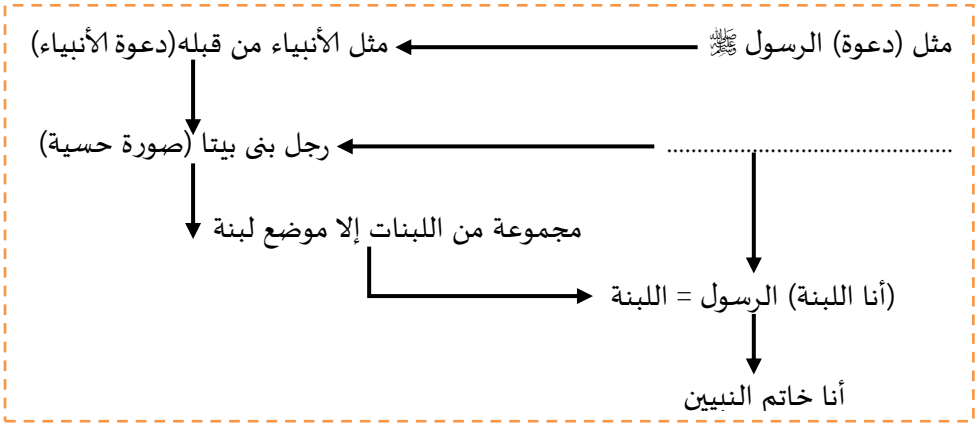 مثل (دعوة) الرسول ﷺ مثل الأنبياء من قبله(دعوة الأنبياء)
............................................... رجل بنى بيتا (صورة حسية)
مجموعة من اللبنات إلا موضع لبنة
(أنا اللبنة) الرسول = اللبنة
أنا خاتم النبيين